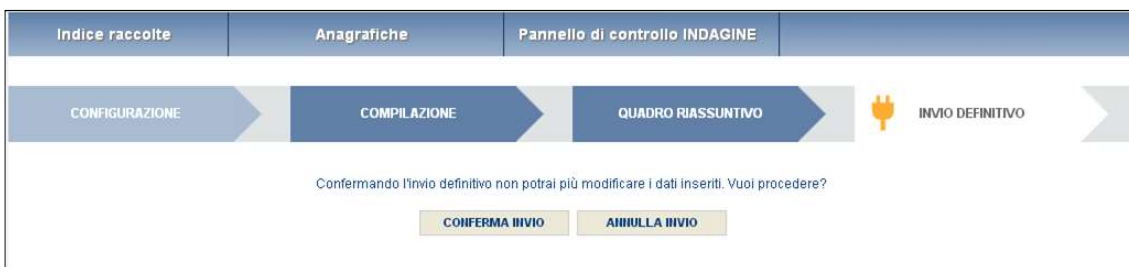 Indice raccolte Anagrafiche Pannello di controllo INDAGINE
CONFIGURAZIONE COMPILAZIONE QUADRO RIASSUNTIVO INVIO DEFINITIVO
Confermando l'invio definitivo non potrai più modificare i dati inseriti. Vuoi procedere?
CONFERMA INVIO ANNULLA INVIO